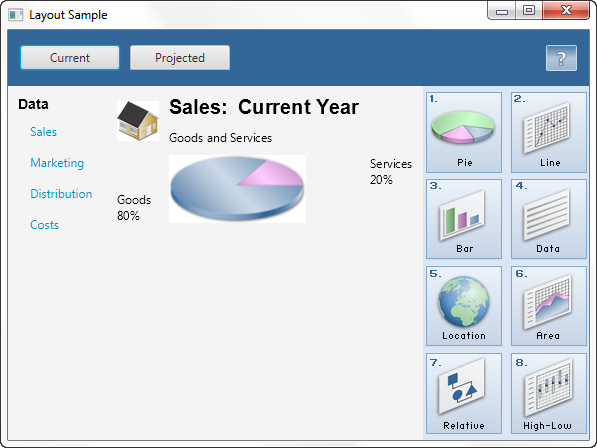 Layout Sample
Current
Projected
?
Data
Sales
Marketing
Distribution
Costs
Sales: Current Year
Goods and Services
Goods
80%
Services
20%
1.
Pie
2.
Line
3.
Bar
4.
Data
5.
Location
6.
Area
7.
Relative
8.
High-Low